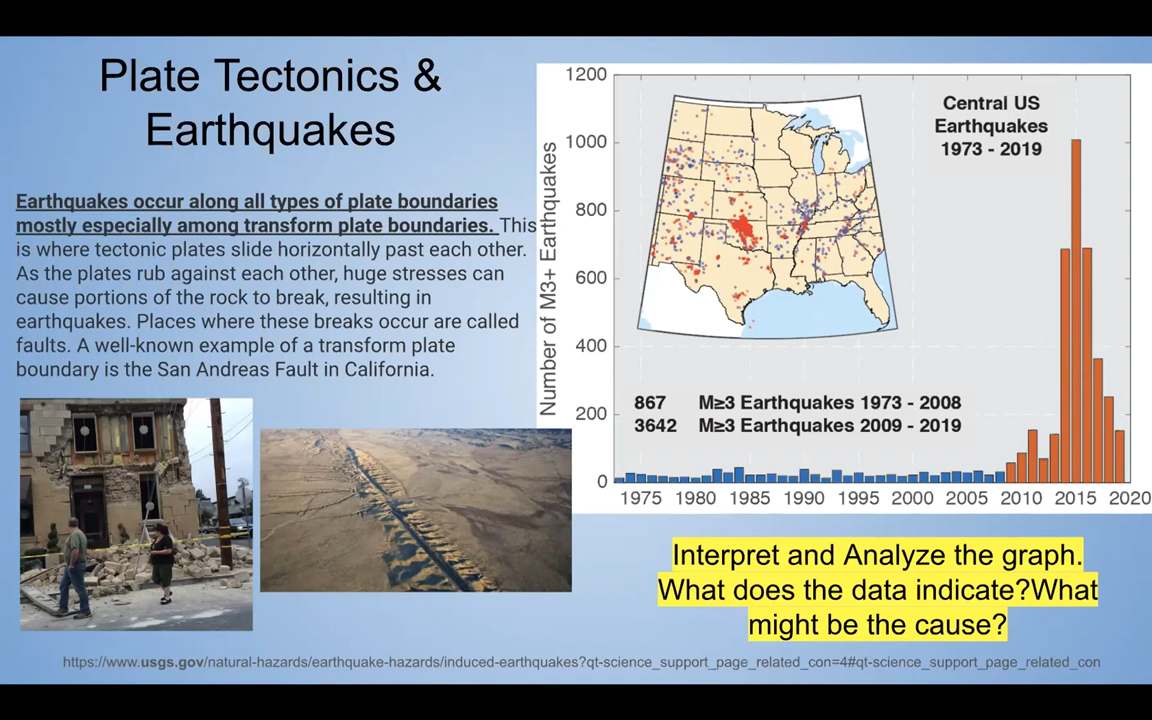 Plate Tectonics &
Earthquakes
Earthquakes occur along all types of plate boundaries
mostly especially among transform plate boundaries. This
is where tectonic plates slide horizontally past each other.
As the plates rub against each other, huge stresses can
cause portions of the rock to break, resulting in
earthquakes. Places where these breaks occur are called
faults. A well-known example of a transform plate
boundary is the San Andreas Fault in California.
Number of M3+ Earthquakes
1200
1000
800
600
400
200
0
Central US
Earthquakes
1973 - 2019
867 M≥3 Earthquakes 1973 - 2008
3642 M≥3 Earthquakes 2009 - 2019
1975 1980 1985 1990 1995 2000 2005 2010 2015 2020
Interpret and Analyze the graph.
What does the data indicate?What
might be the cause?
https://www.usgs.gov/natural-hazards/earthquake-hazards/induced-earthquakes?qt-science_support_page_related_con=4#qt-science_support_page_related_con